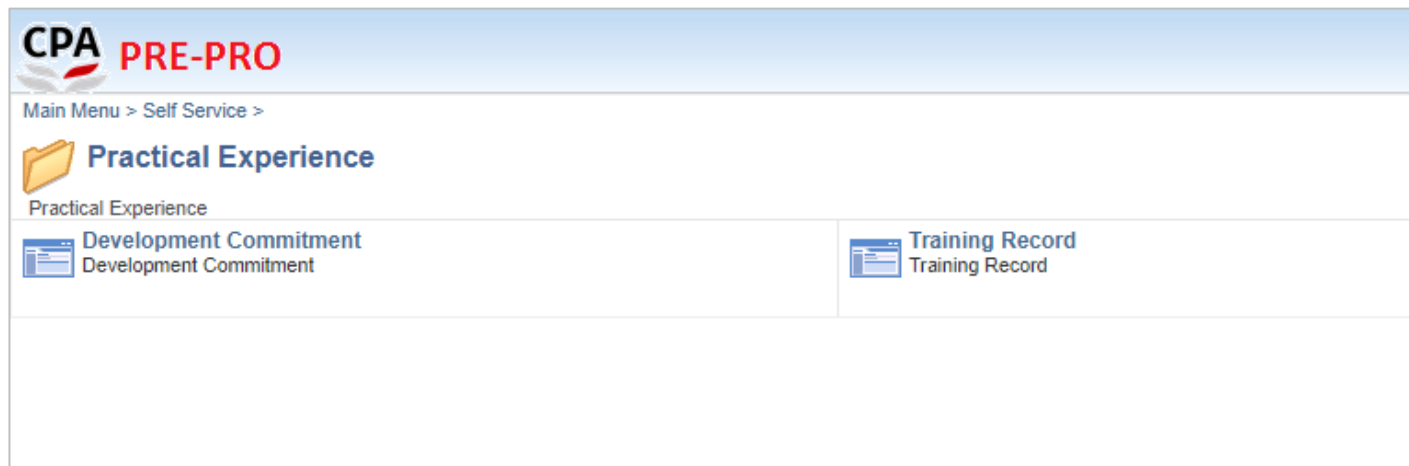 CPA PRE-PRO
Main Menu > Self Service >
Practical Experience
Practical Experience
Development Commitment
Development Commitment
Training Record
Training Record